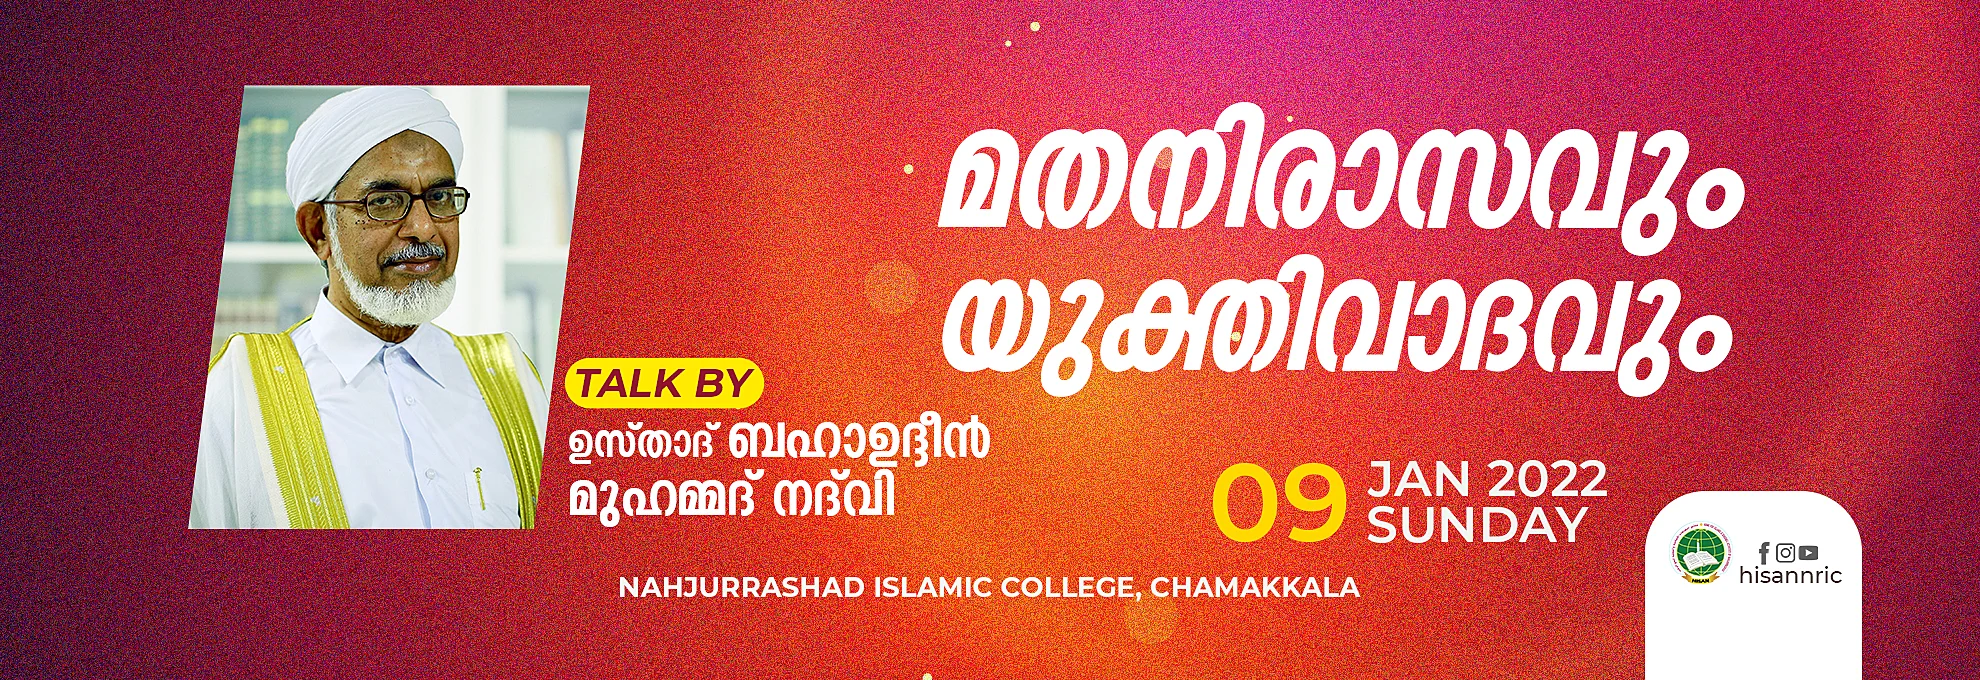 മതനിരാസവും
യുക്തിവാദവും
TALK BY
ഉസ്താദ് ബഹാഉദ്ദീൻ
മുഹമ്മദ് നദ്‌വി
09 JAN 2022
SUNDAY
NAHJURRASHAD ISLAMIC COLLEGE, CHAMAKKALA
HISAN
hisannric